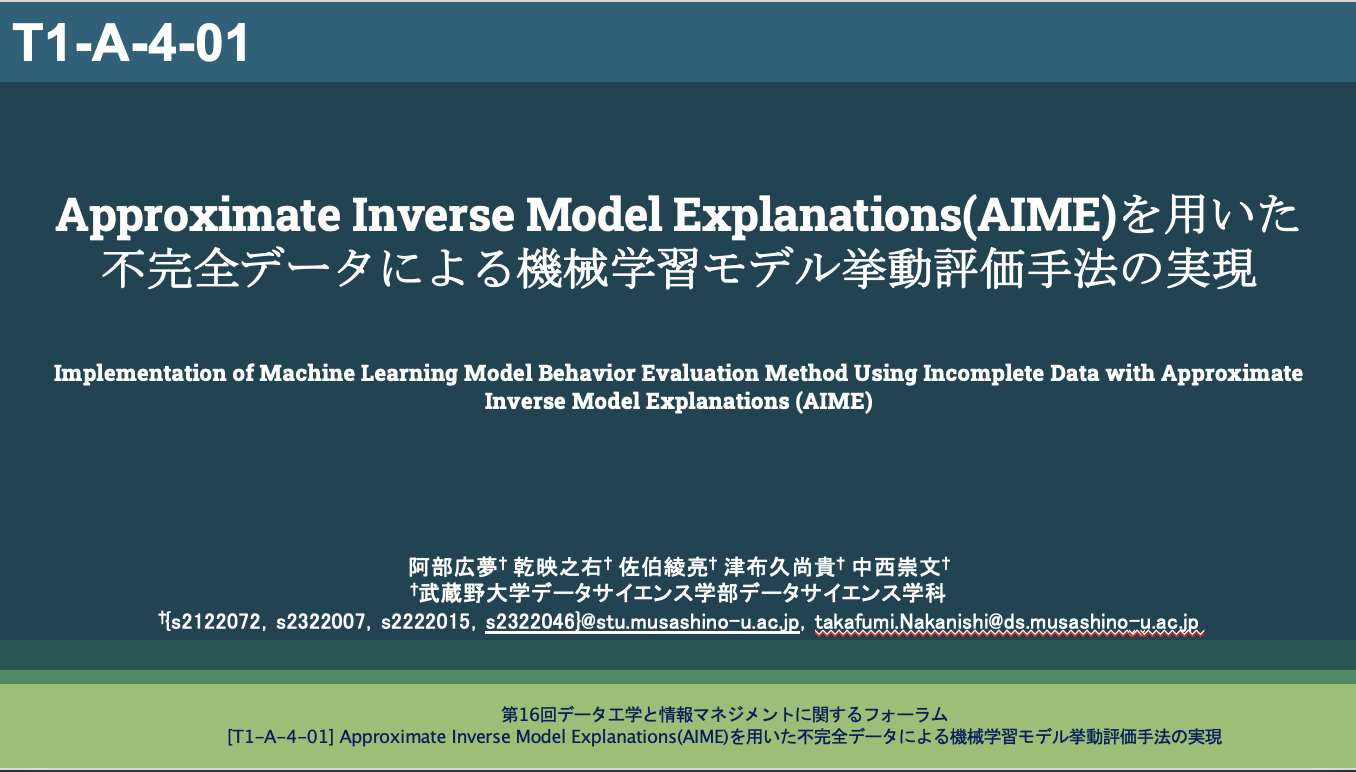 T1-A-4-01
Approximate Inverse Model Explanations(AIME)を用いた
不完全データによる機械学習モデル挙動評価手法の実現
Implementation of Machine Learning Model Behavior Evaluation Method Using Incomplete Data with Approximate
Inverse Model Explanations (AIME)
阿部広夢† 乾映之右† 佐伯綾亮† 津布久尚貴† 中西崇文†
†武蔵野大学データサイエンス学部データサイエンス学科
†{s2122072, s2322007, s2222015, s2322046}@stu.musashino-u.ac.jp, takafumi.Nakanishi@ds.musashino-u.ac.jp
第16回データ工学と情報マネジメントに関するフォーラム
[T1-A-4-01] Approximate Inverse Model Explanations(AIME)を用いた不完全データによる機械学習モデル挙動評価手法の実現